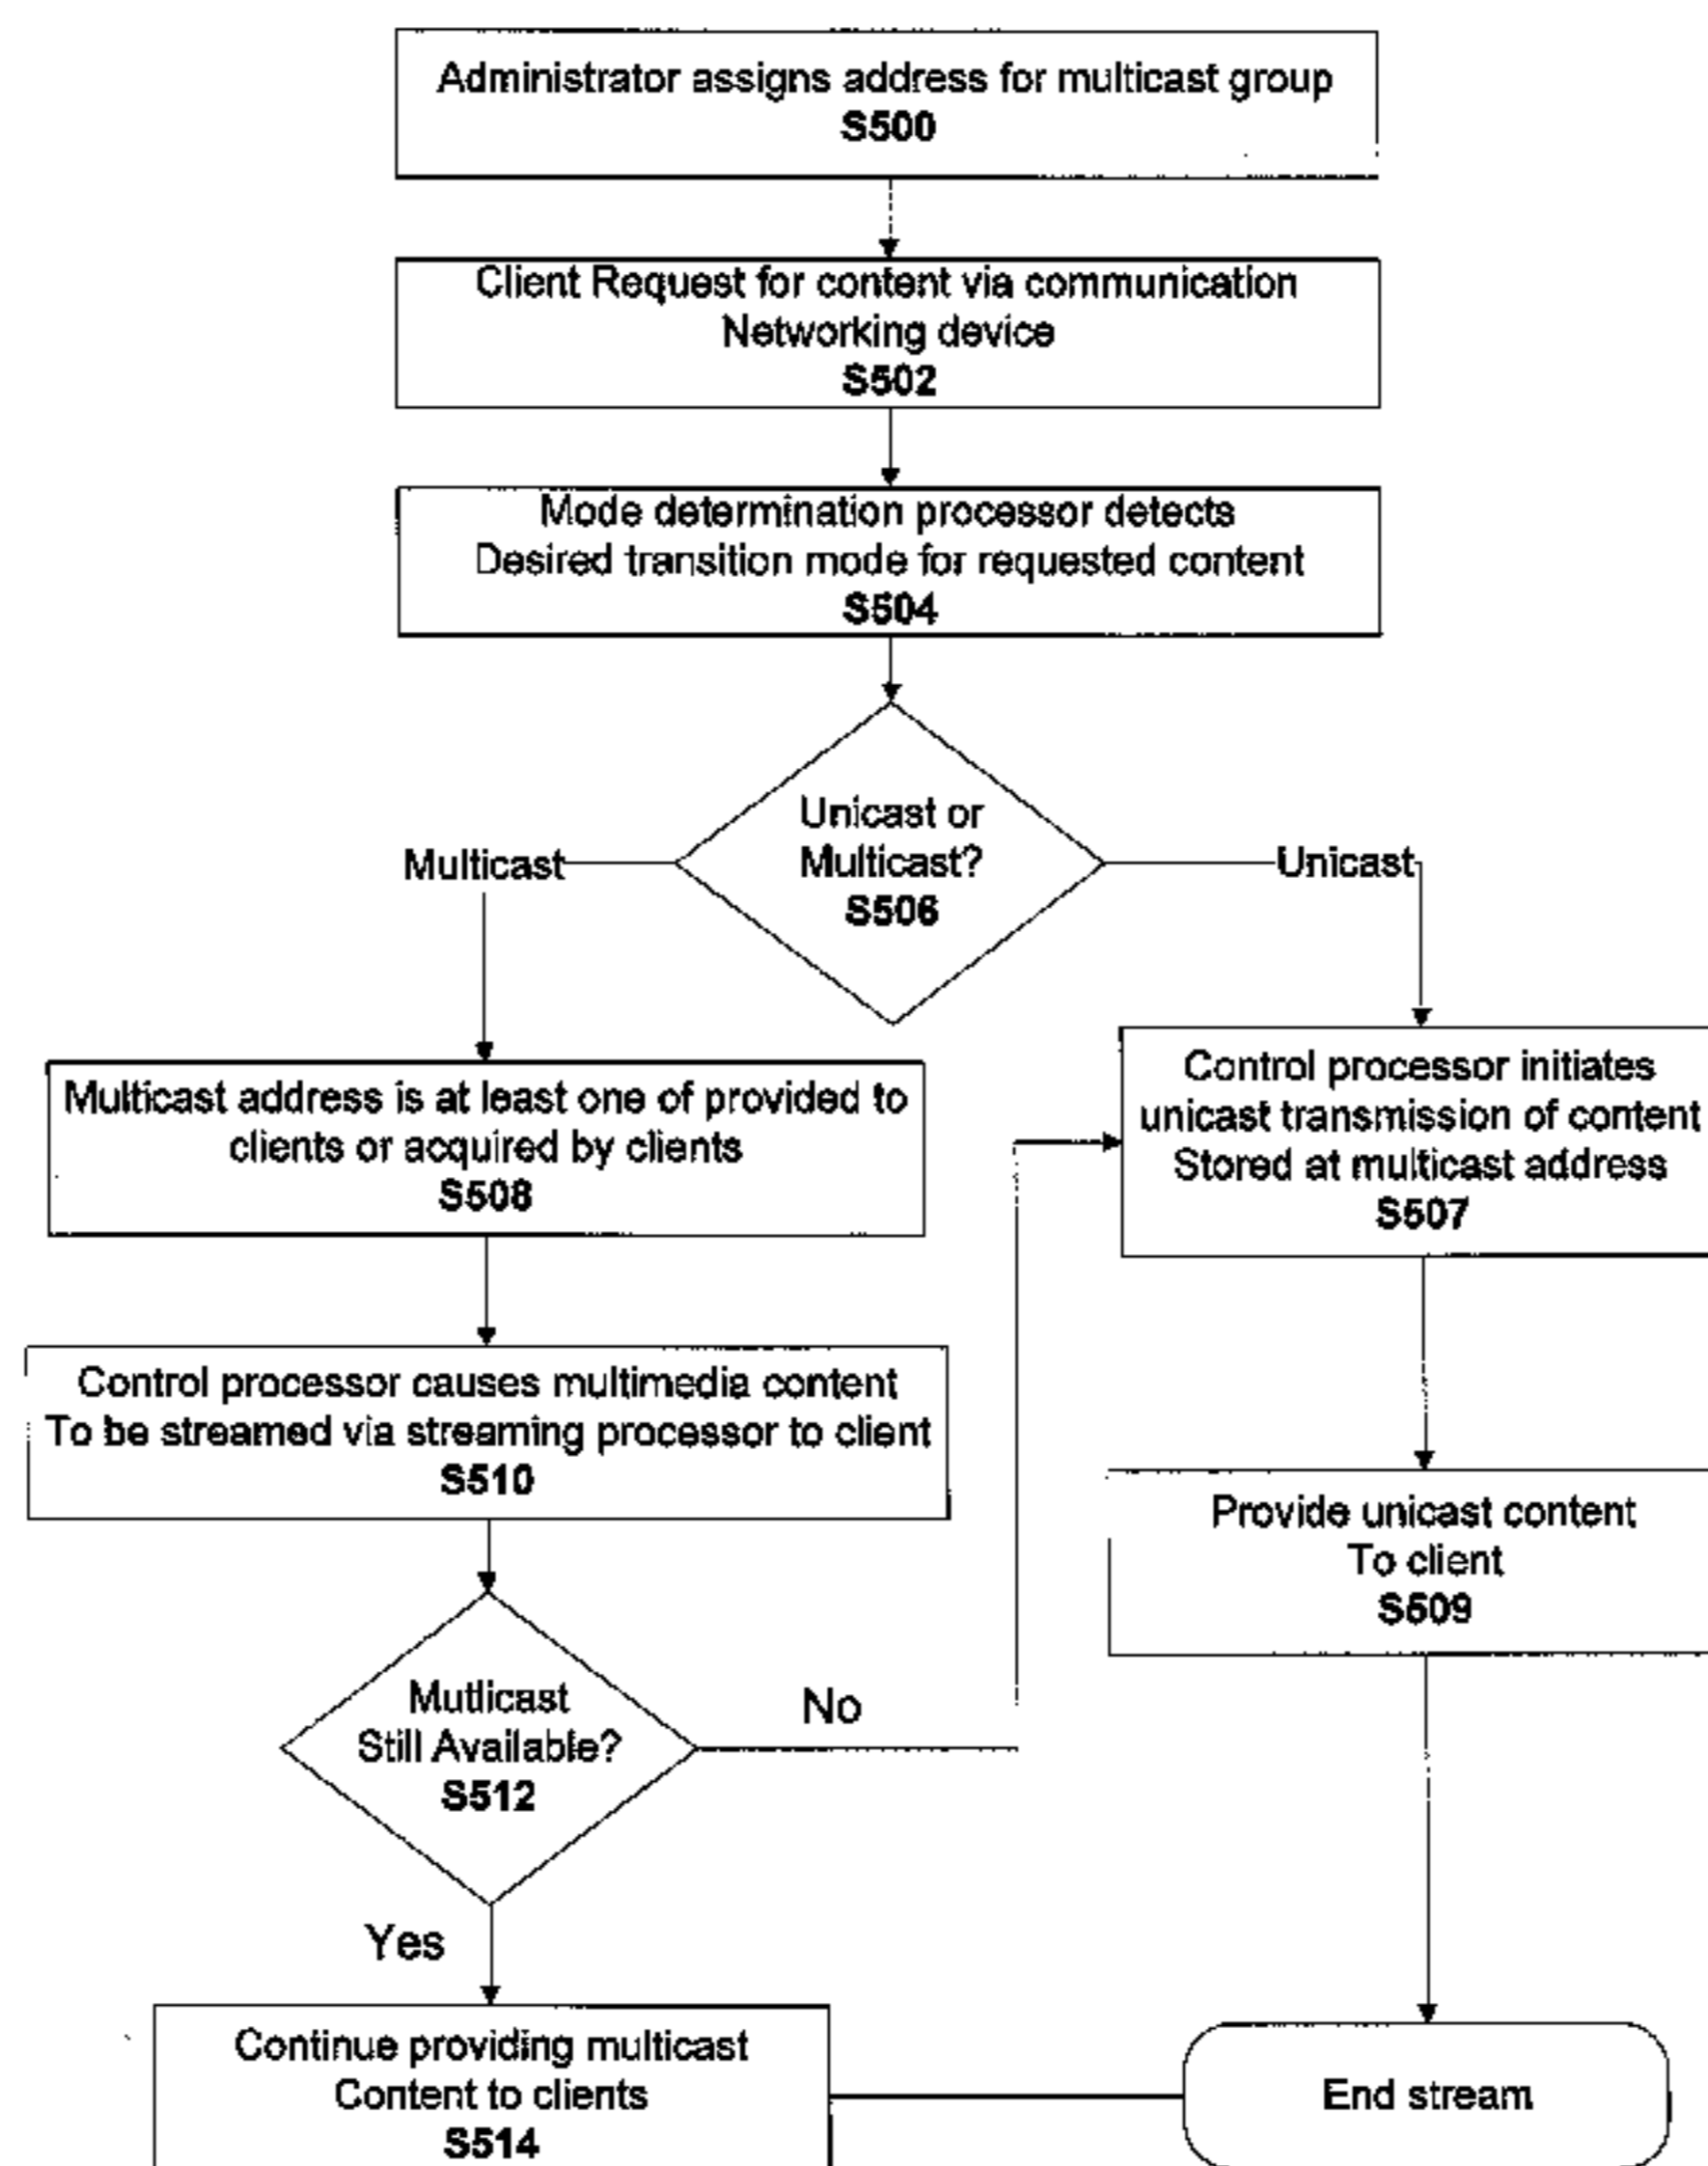 Administrator assigns address for multicast group
S500
Client Request for content via communication
Networking device
S502
Mode determination processor detects
Desired transition mode for requested content
S504
Unicast or
Multicast?
S506
Multicast
Unicast
Multicast address is at least one of provided to
clients or acquired by clients
S508
Control processor initiates
unicast transmission of content
Stored at multicast address
S507
Control processor causes multimedia content
To be streamed via streaming processor to client
S510
Provide unicast content
To client
S509
Mutlicast
Still Available?
S512
No
Yes
Continue providing multicast
Content to clients
S514
End stream